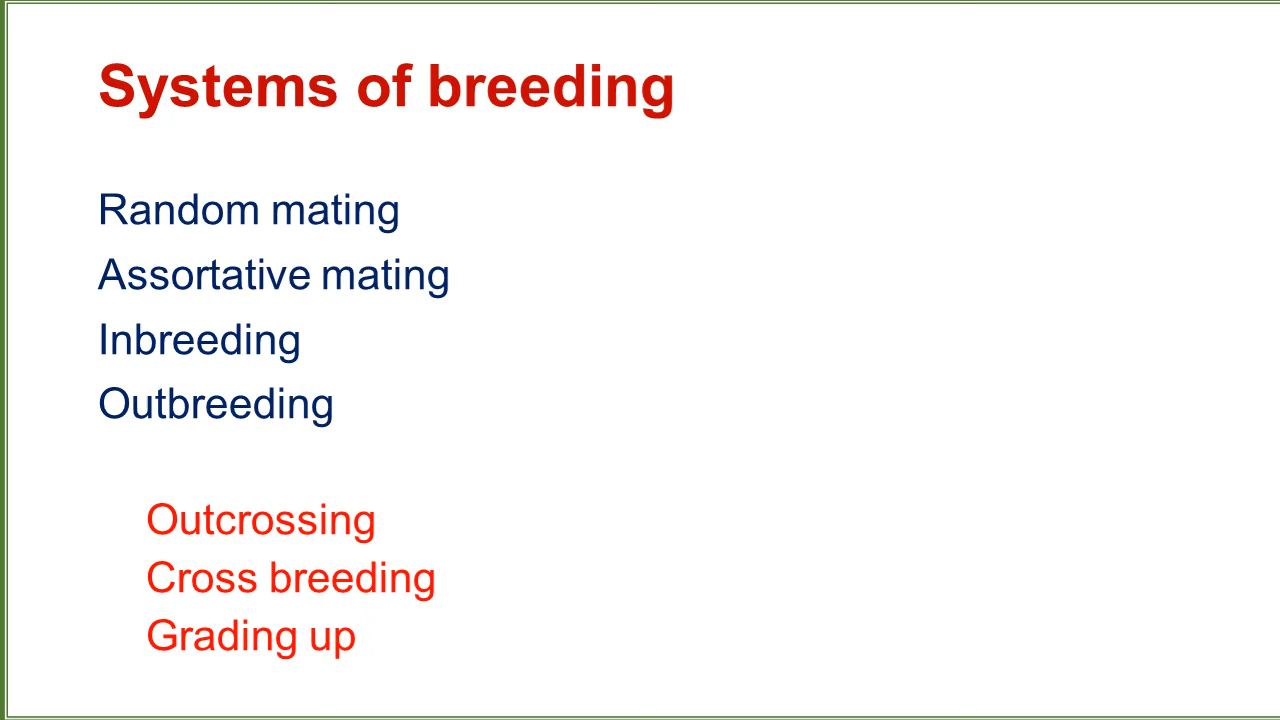 Systems of breeding
Random mating
Assortative mating
Inbreeding
Outbreeding
Outcrossing
Cross breeding
Grading up